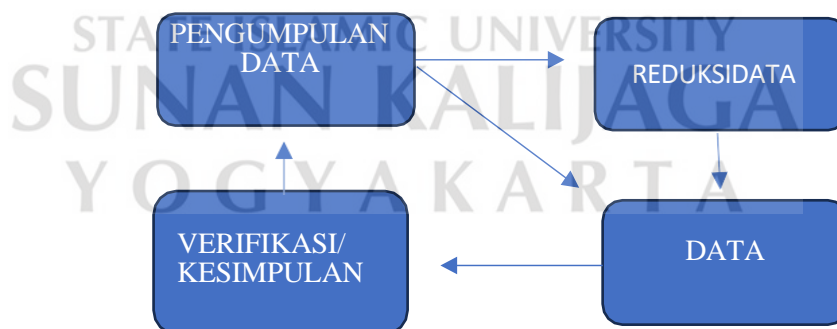 STATE ISLAMIC UNIVERSITY
SUNAN KALIJAGA
YOGYAKARTA
PENGUMPULAN
DATA
REDUKSIDATA
VERIFIKASI/
KESIMPULAN
DATA